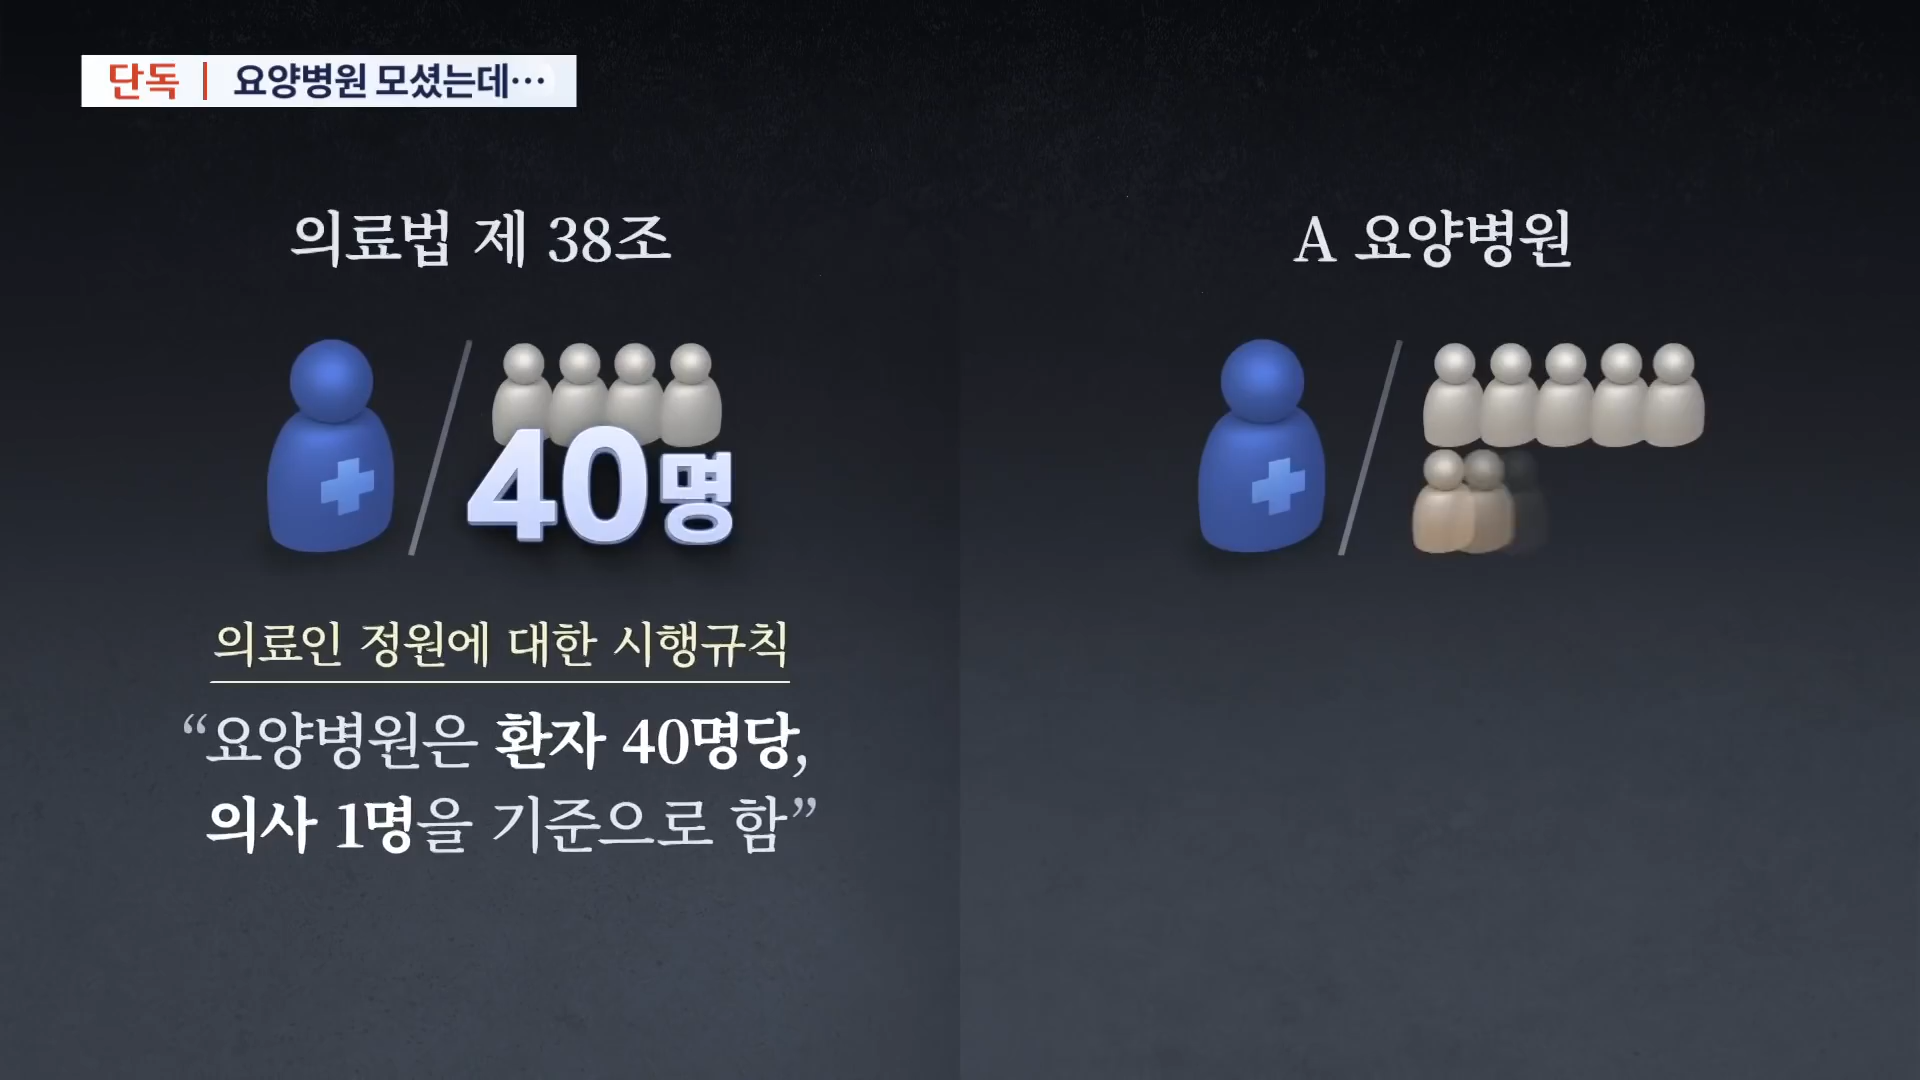 단독 | 요양병원 모셨는데…
의료법 제 38조
40명
의료인 정원에 대한 시행규칙
“요양병원은 환자 40명당,
의사 1명을 기준으로 함”
A 요양병원